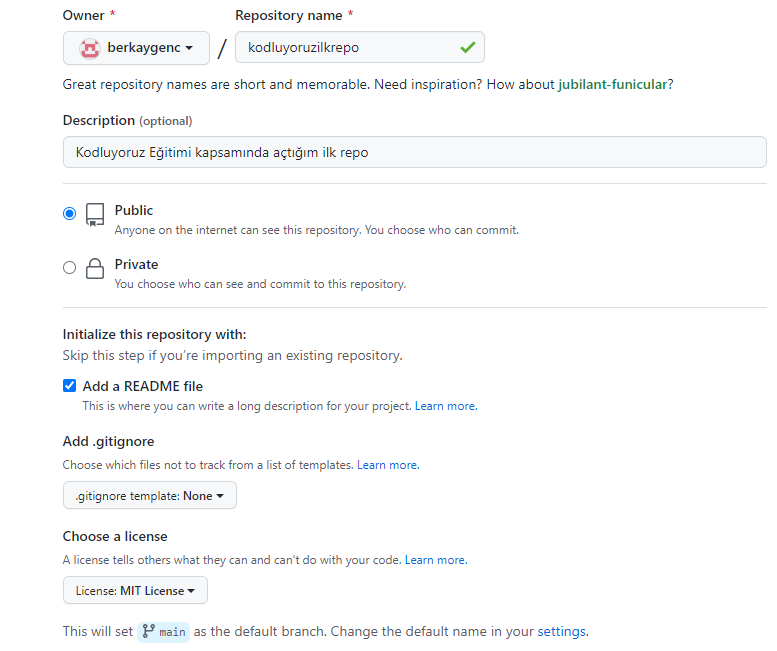 Owner * Repository name *
berkaygenc / kodluyoruzilkrepo
Great repository names are short and memorable. Need inspiration? How about jubilant-funicular?
Description (optional)
Kodluyoruz Eğitimi kapsamında açtığım ilk repo
Public
Anyone on the internet can see this repository. You choose who can commit.
Private
You choose who can see and commit to this repository.
Initialize this repository with:
Skip this step if you're importing an existing repository.
Add a README file
This is where you can write a long description for your project. Learn more.
Add .gitignore
Choose which files not to track from a list of templates. Learn more.
.gitignore template: None
Choose a license
A license tells others what they can and can't do with your code. Learn more.
License: MIT License
This will set main as the default branch. Change the default name in your settings.